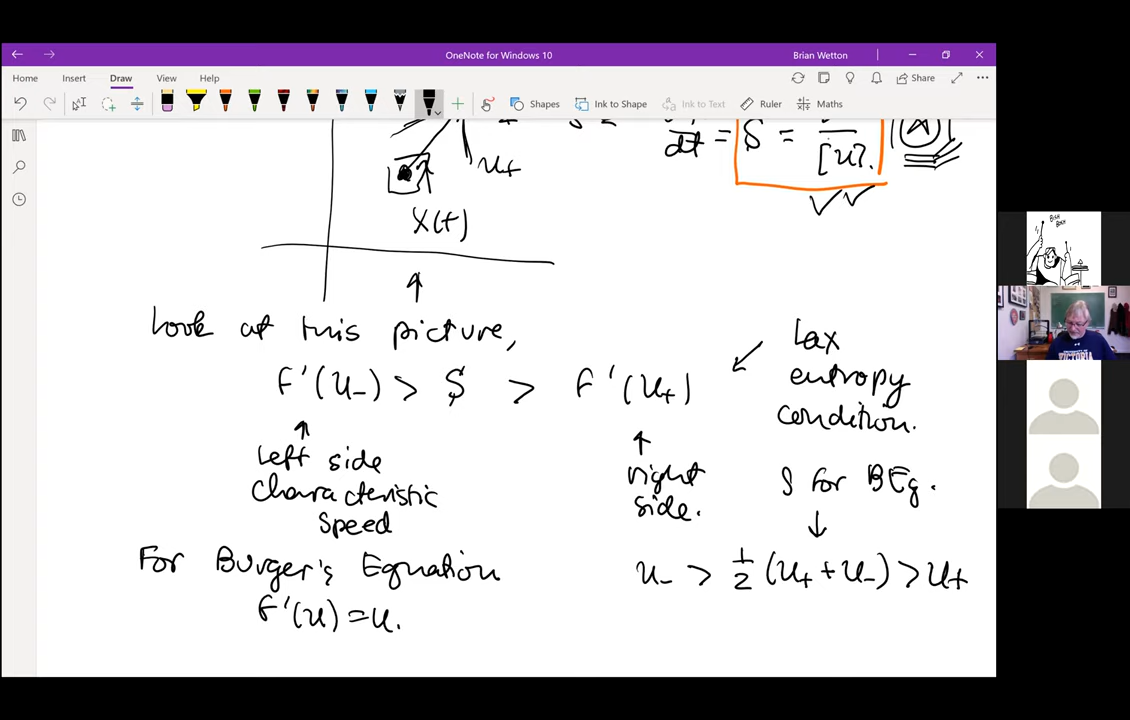 OneNote for Windows 10
Brian Wetton
Home Insert Draw View Help
Share
Shapes
Ink to Shape
Ink to Text
Ruler
Maths
u+
dt = S =
[u].
X(t)
Look at this picture,
F'(u-) > S > F'(u+)
Lax
entropy
condition.
Left side
characteristic
speed
right
side.
S for BEq.
For Burger's Equation
F'(u) = u.
u- > 1/2 (u+ + u-) > u+
VICTORIA